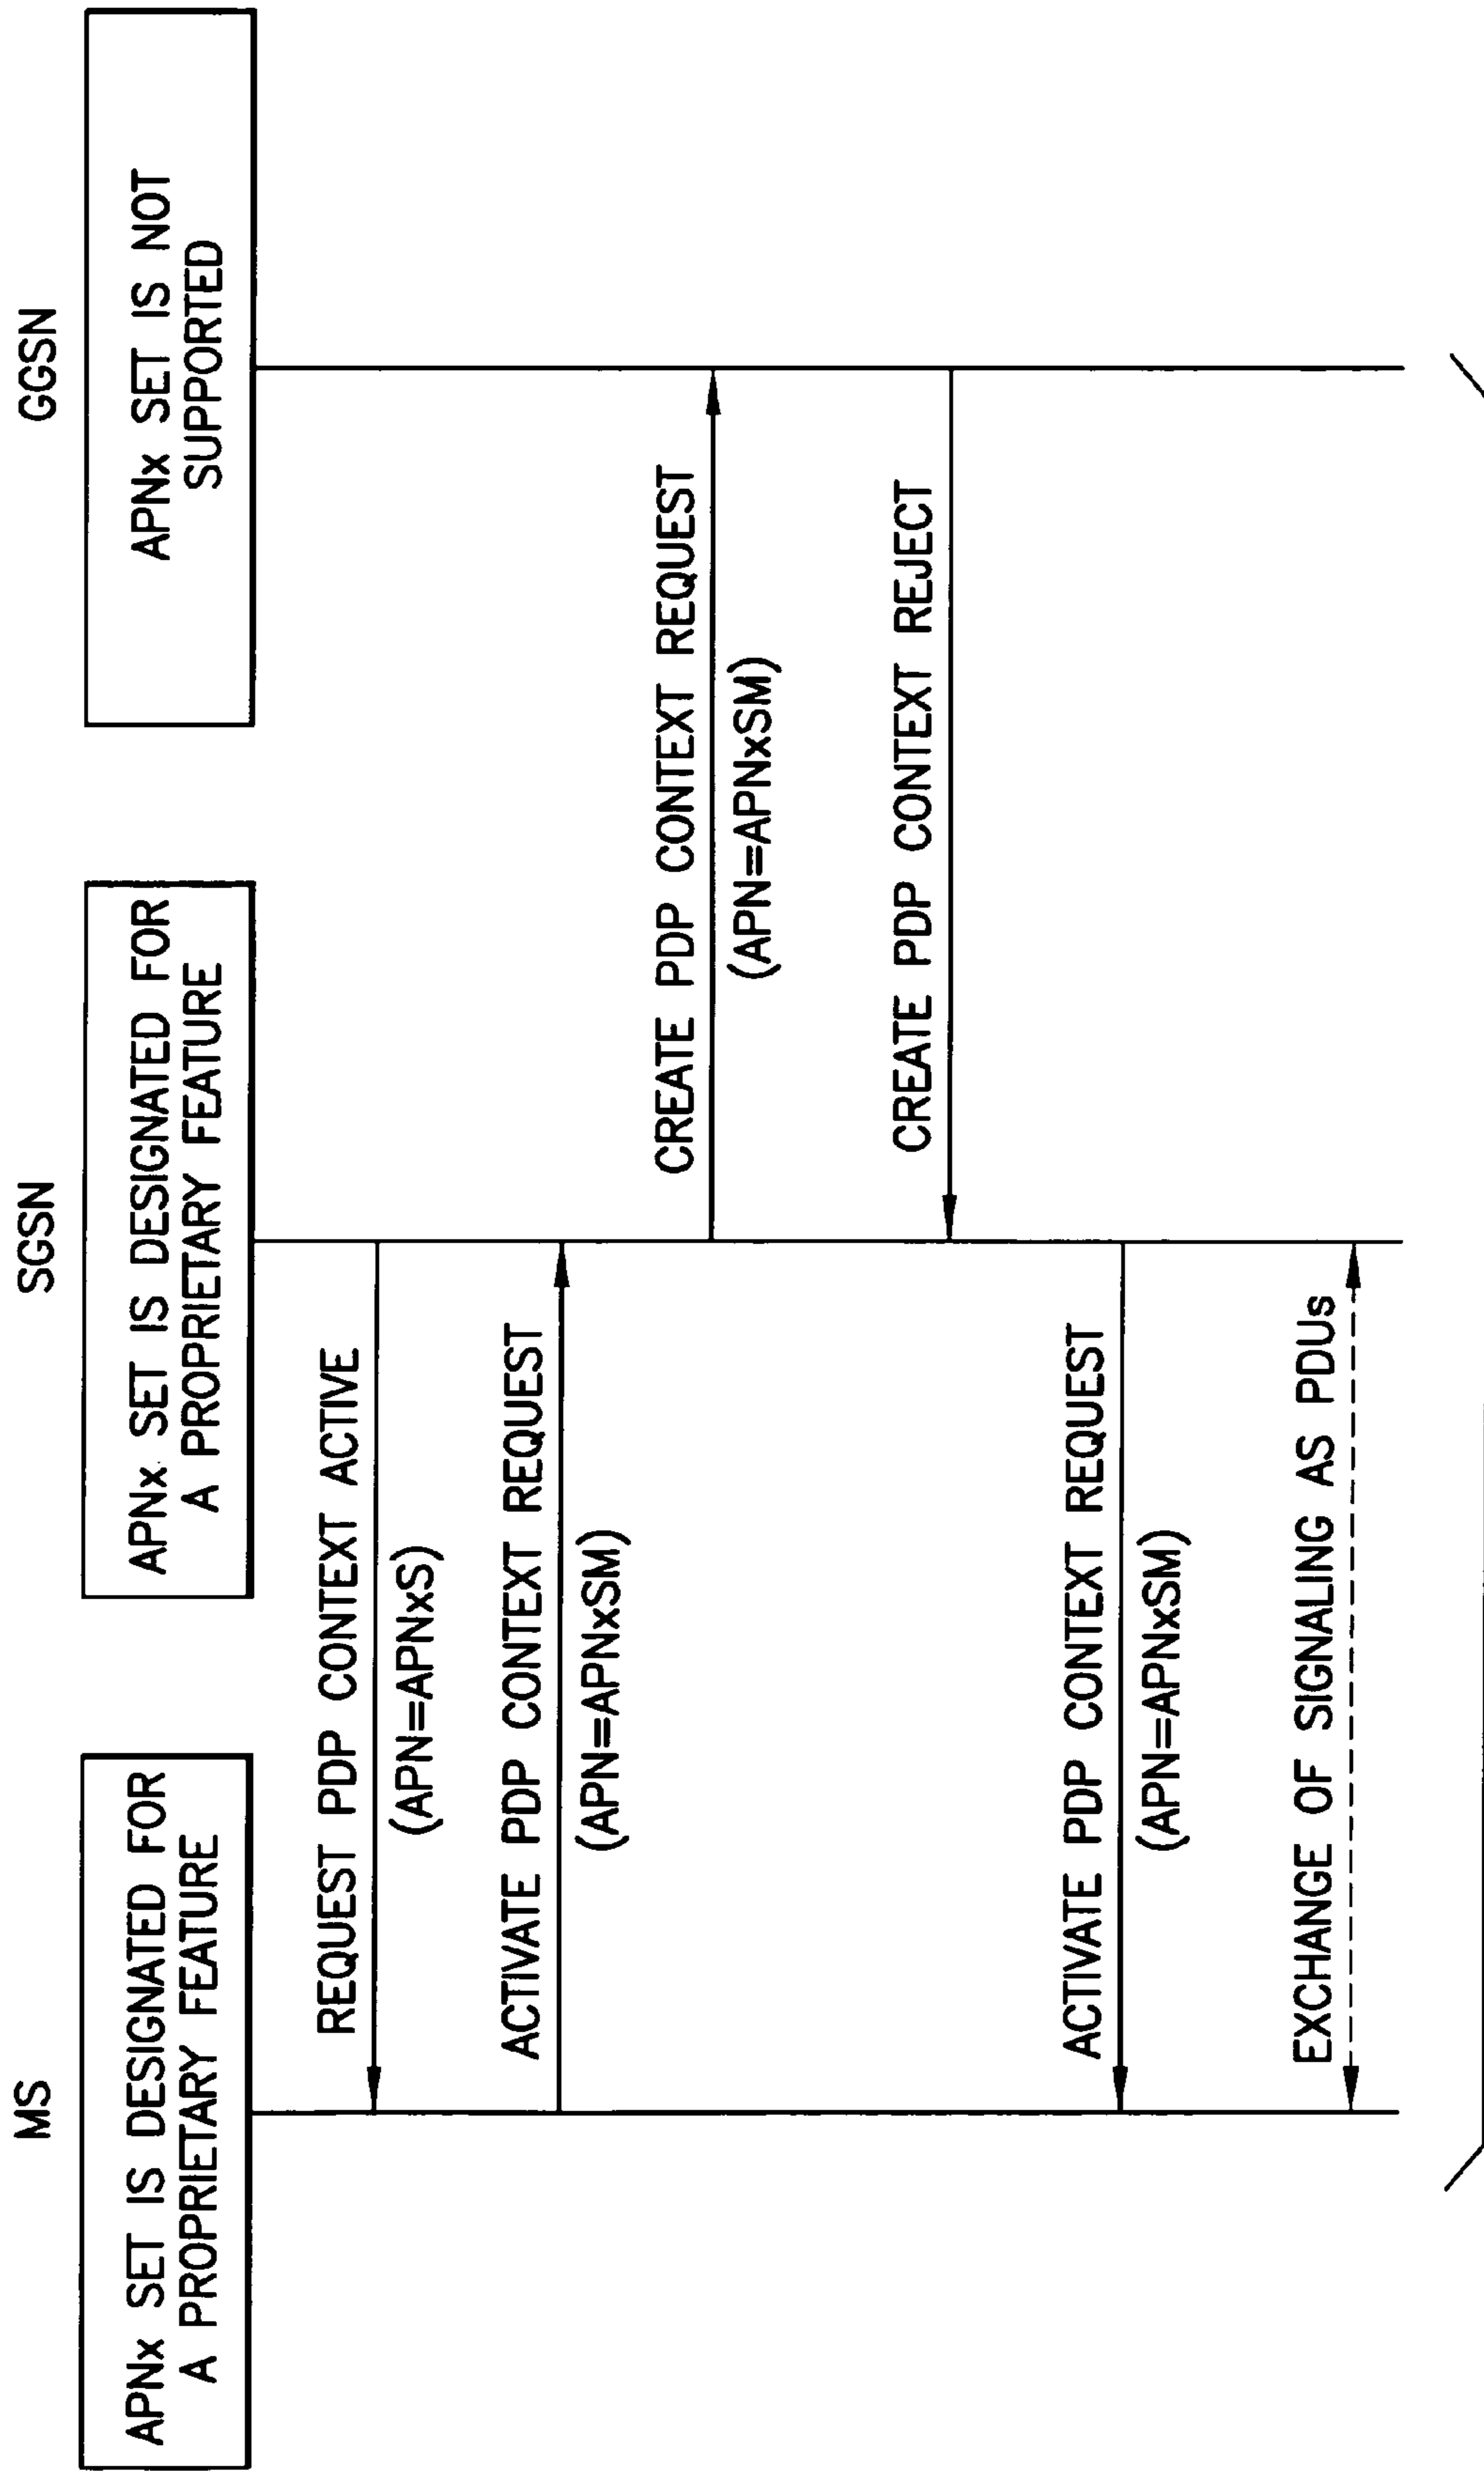 MS
SGSN
GGSN
APNx SET IS DESIGNATED FOR
A PROPRIETARY FEATURE
APNx SET IS DESIGNATED FOR
A PROPRIETARY FEATURE
APNx SET IS NOT
SUPPORTED
REQUEST PDP CONTEXT ACTIVE
(APN=APNxS)
ACTIVATE PDP CONTEXT REQUEST
(APN=APNxSM)
CREATE PDP CONTEXT REQUEST
(APN=APNxSM)
CREATE PDP CONTEXT REJECT
ACTIVATE PDP CONTEXT REQUEST
(APN=APNxSM)
EXCHANGE OF SIGNALING AS PDUs